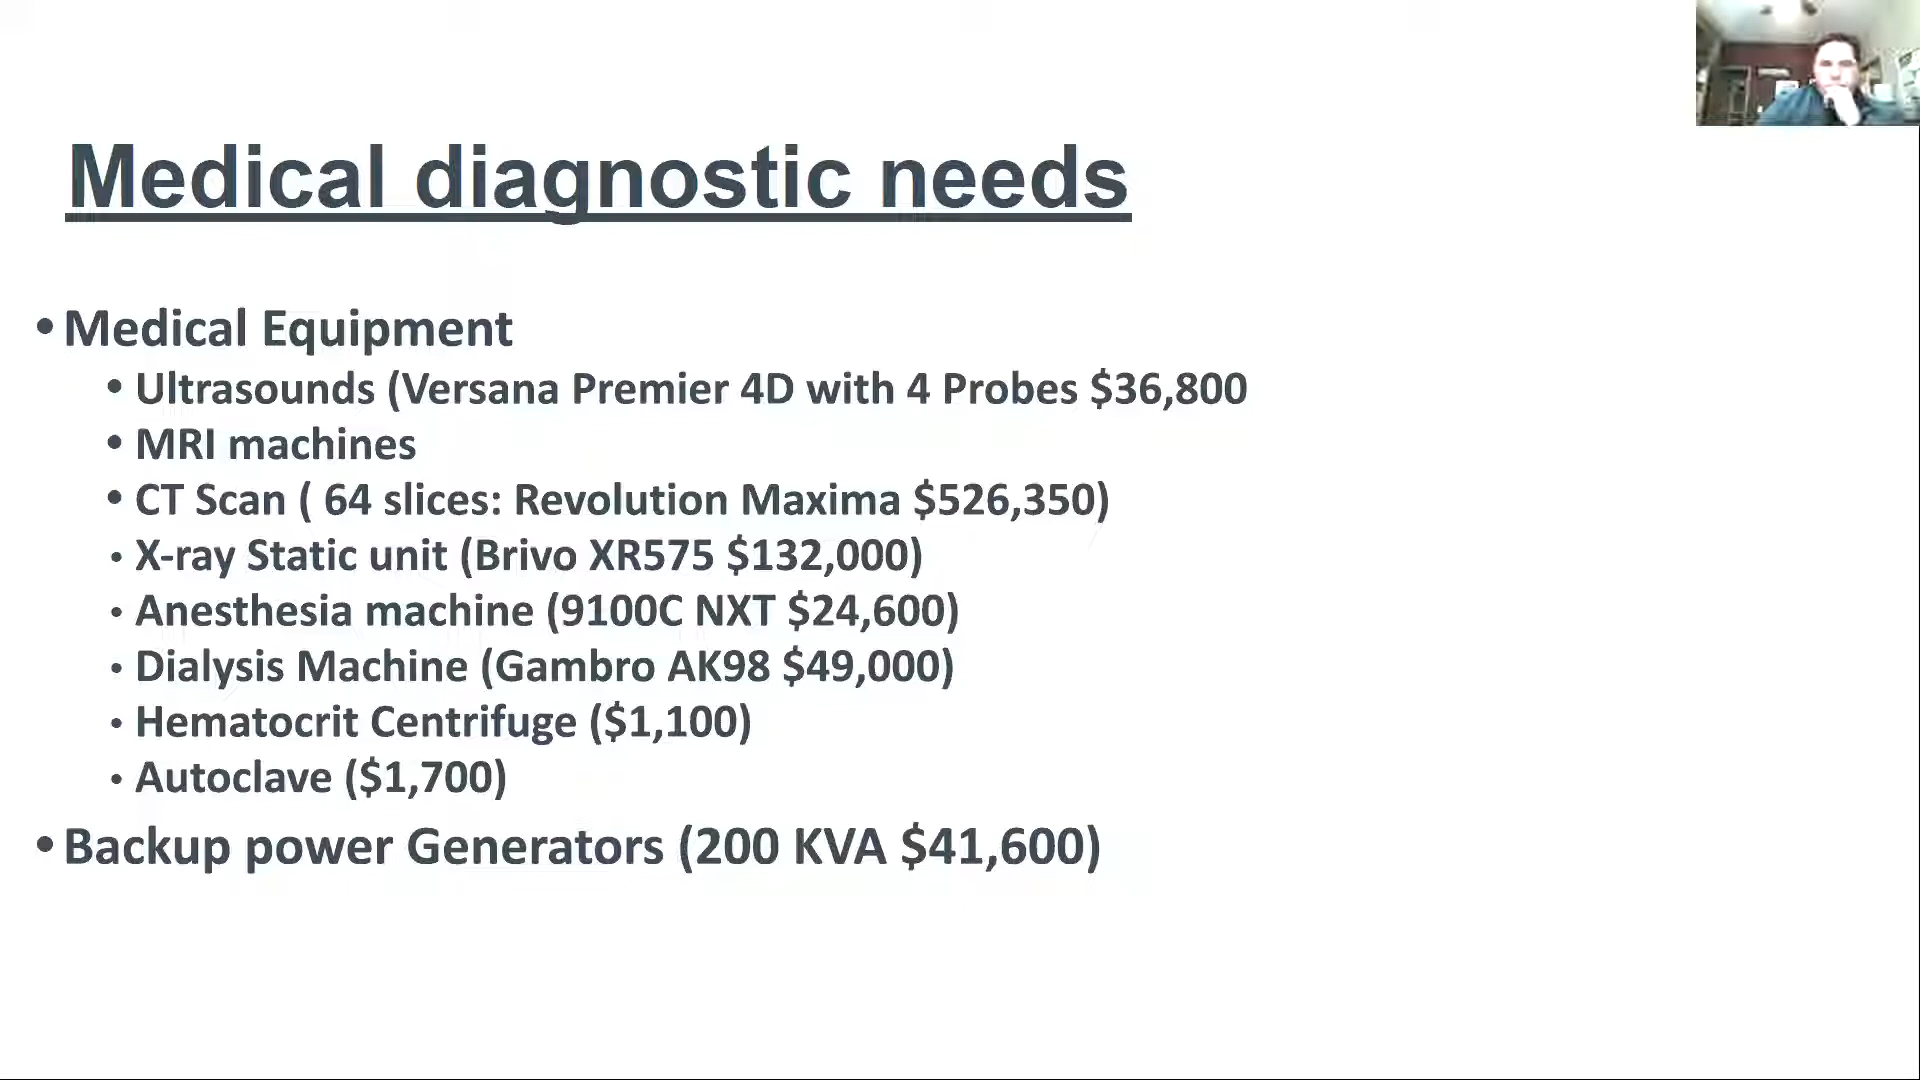 Medical diagnostic needs
• Medical Equipment
• Ultrasounds (Versana Premier 4D with 4 Probes $36,800
• MRI machines
• CT Scan ( 64 slices: Revolution Maxima $526,350)
• X-ray Static unit (Brivo XR575 $132,000)
• Anesthesia machine (9100C NXT $24,600)
• Dialysis Machine (Gambro AK98 $49,000)
• Hematocrit Centrifuge ($1,100)
• Autoclave ($1,700)
• Backup power Generators (200 KVA $41,600)